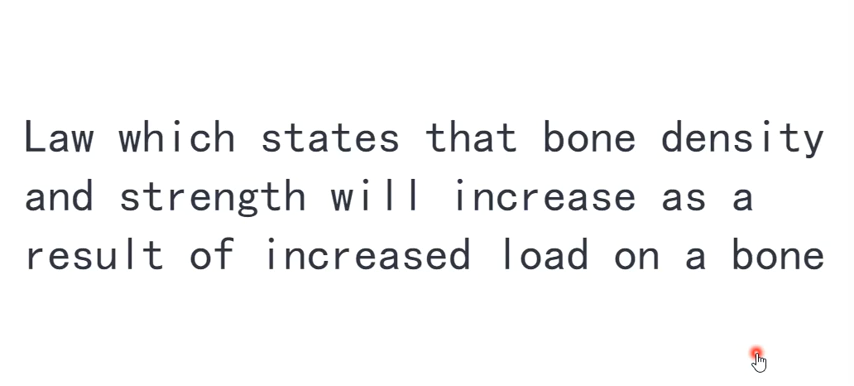 Law which states that bone density
and strength will increase as a
result of increased load on a bone